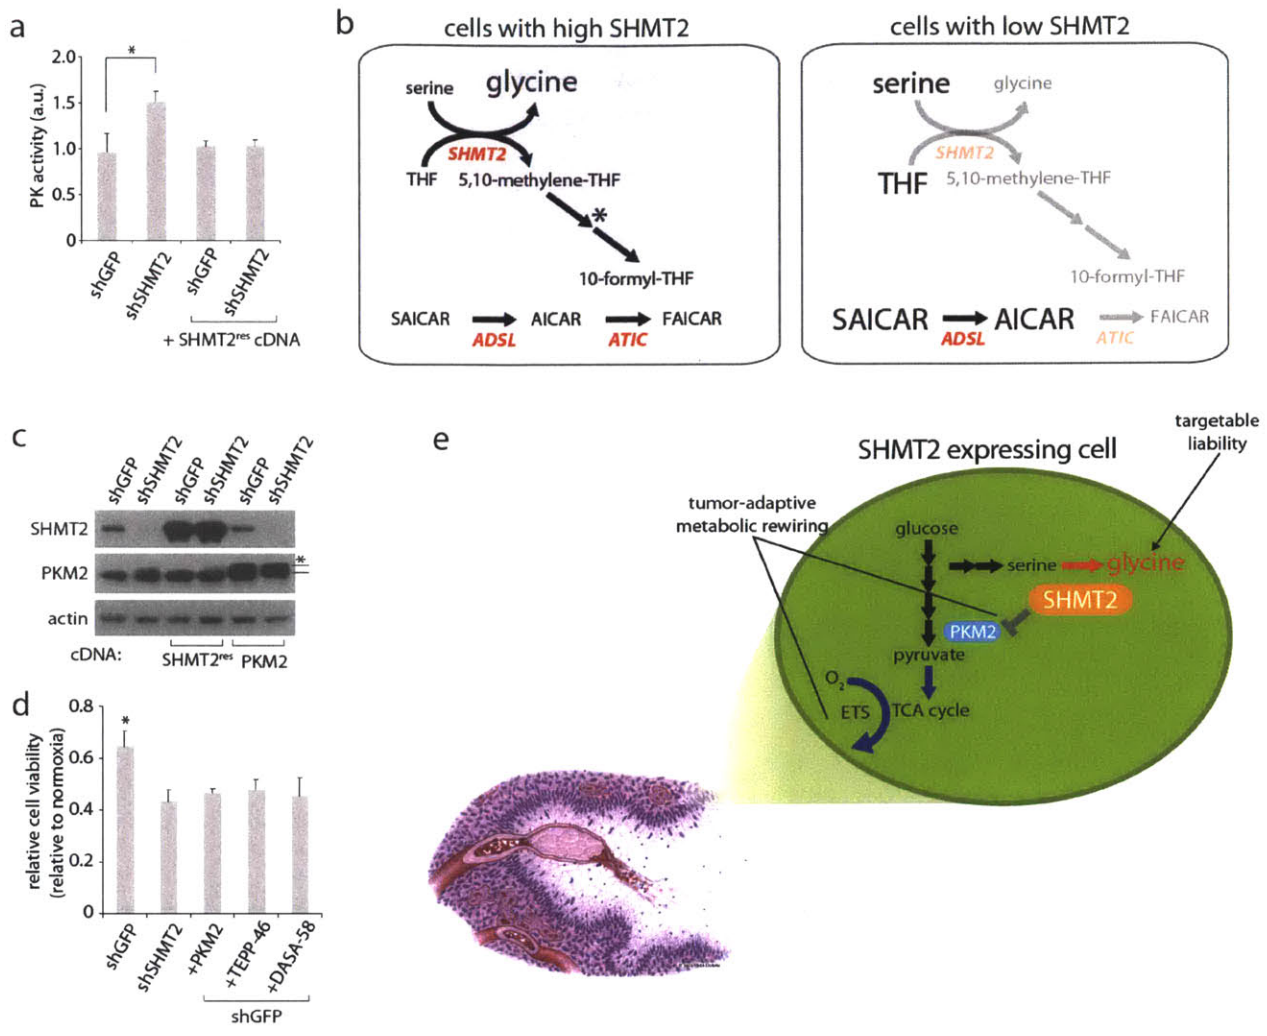 a
*
2.0
1.5
1.0
0.5
0
PK activity (a.u.)
shGFP
shSHMT2
shGFP
shSHMT2
+ SHMT2res cDNA
b
cells with high SHMT2
serine
glycine
SHMT2
THF
5,10-methylene-THF
*
10-formyl-THF
SAICAR
AICAR
FAICAR
ADSL
ATIC
cells with low SHMT2
serine
glycine
SHMT2
THF
5,10-methylene-THF
10-formyl-THF
SAICAR
AICAR
FAICAR
ADSL
ATIC
c
shGFP
shSHMT2
shGFP
shSHMT2
shGFP
shSHMT2
SHMT2
PKM2
*
actin
cDNA:
SHMT2res
PKM2
d
0.8
0.6
0.4
0.2
0
relative cell viability
(relative to normoxia)
*
shGFP
shSHMT2
+PKM2
+TEPP-46
+DASA-58
shGFP
e
targetable
liability
SHMT2 expressing cell
tumor-adaptive
metabolic rewiring
glucose
serine
glycine
SHMT2
PKM2
pyruvate
O2
ETS
TCA cycle